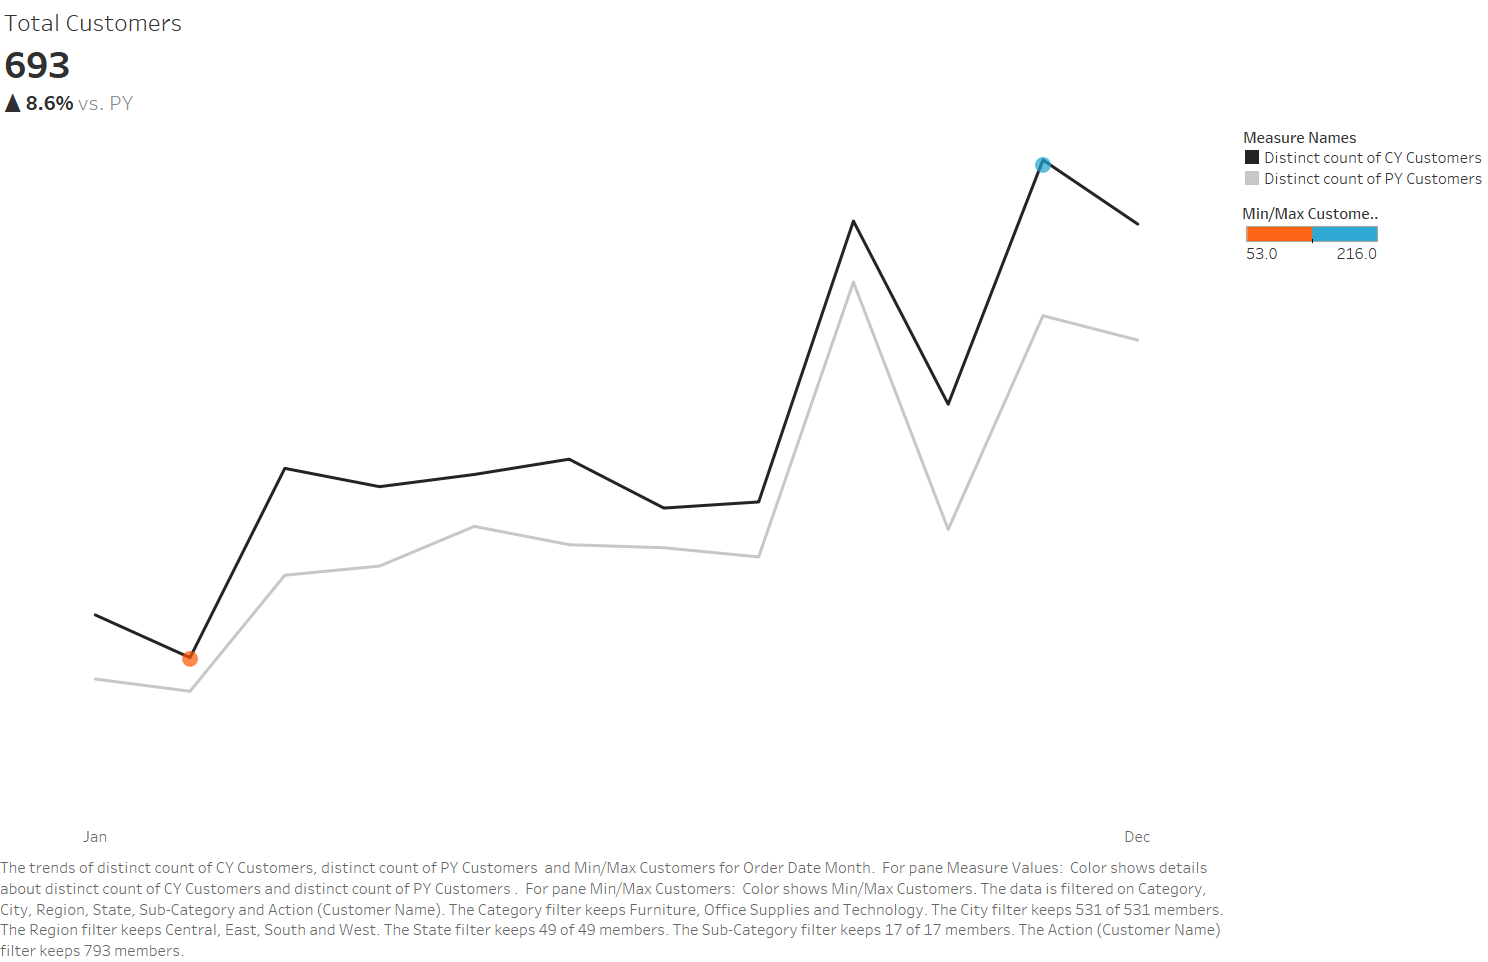 Total Customers
693
▲ 8.6% vs. PY
Measure Names
Distinct count of CY Customers
Distinct count of PY Customers
Min/Max Custome..
53.0 216.0
Jan Dec
The trends of distinct count of CY Customers, distinct count of PY Customers  and Min/Max Customers for Order Date Month.  For pane Measure Values:  Color shows details
about distinct count of CY Customers and distinct count of PY Customers .  For pane Min/Max Customers:  Color shows Min/Max Customers. The data is filtered on Category,
City, Region, State, Sub-Category and Action (Customer Name). The Category filter keeps Furniture, Office Supplies and Technology. The City filter keeps 531 of 531 members.
The Region filter keeps Central, East, South and West. The State filter keeps 49 of 49 members. The Sub-Category filter keeps 17 of 17 members. The Action (Customer Name)
filter keeps 793 members.